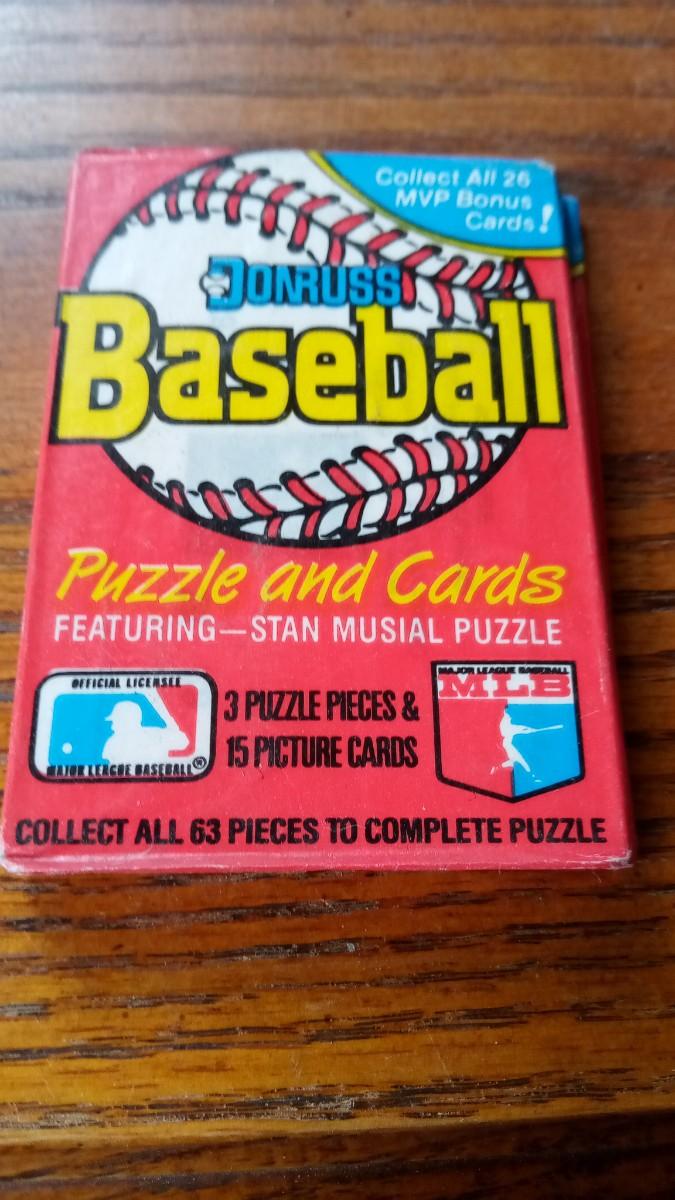 Collect All 26
MVP Bonus
Cards!
DONRUSS
Baseball
Puzzle and Cards
FEATURING—STAN MUSIAL PUZZLE
OFFICIAL LICENSEE
MAJOR LEAGUE BASEBALL®
3 PUZZLE PIECES &
15 PICTURE CARDS
MAJOR LEAGUE BASEBALL
MLB
COLLECT ALL 63 PIECES TO COMPLETE PUZZLE